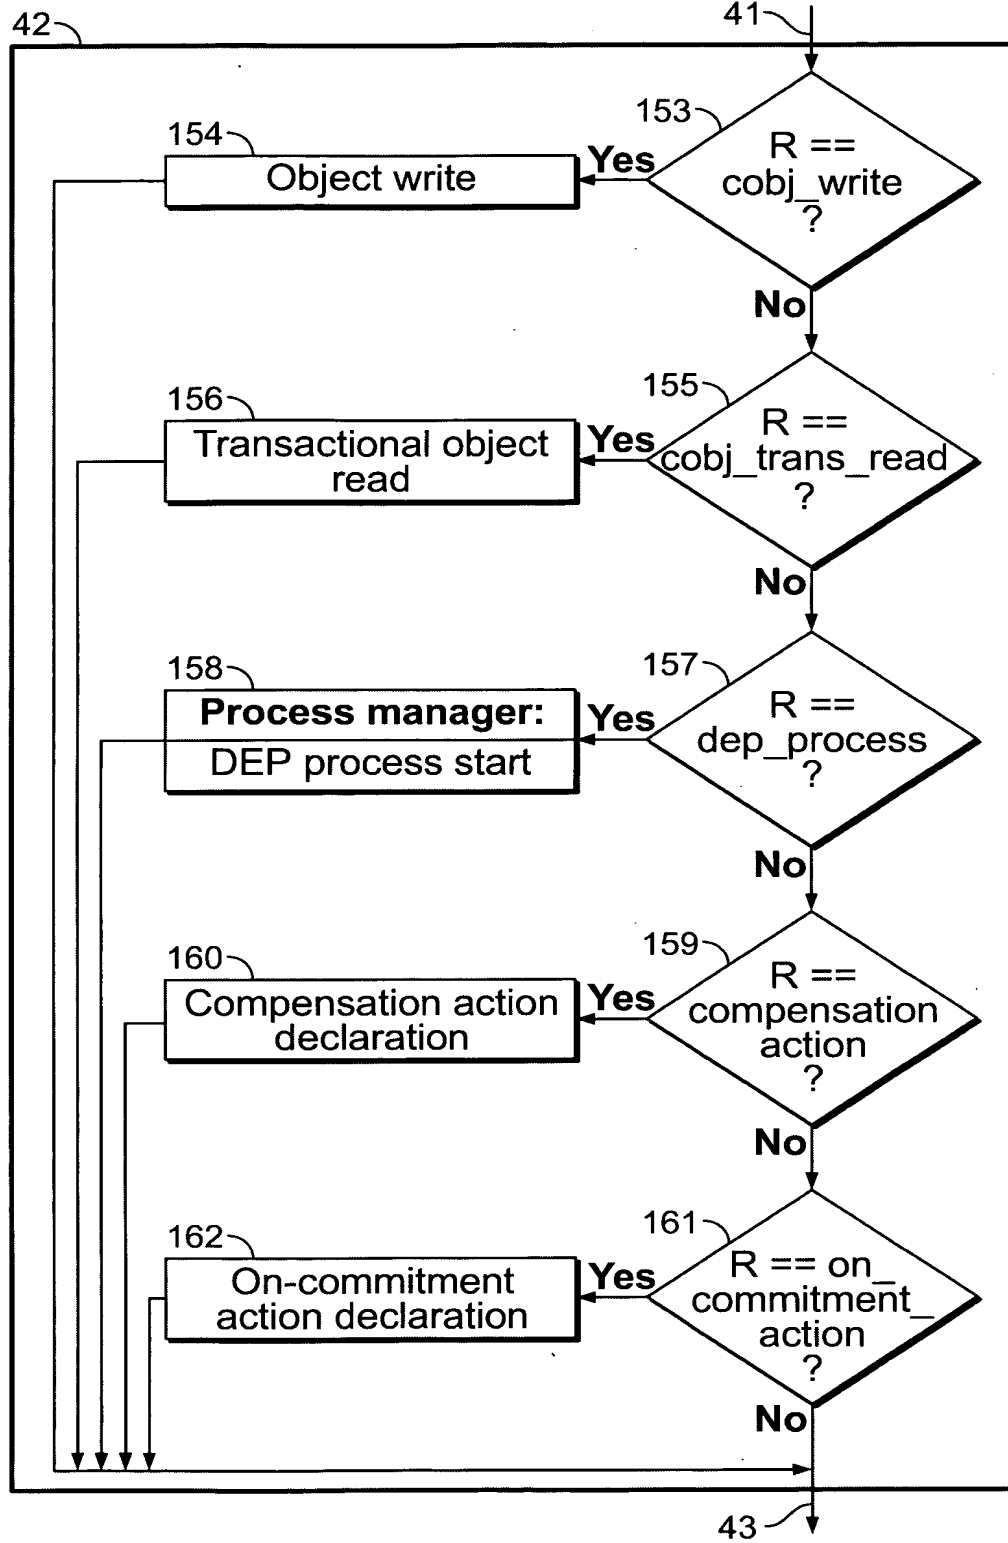 42
41
153
154
R ==
cobj_write
?
Yes
Object write
No
155
156
R ==
cobj_trans_read
?
Yes
Transactional object
read
No
157
158
R ==
dep_process
?
Yes
Process manager:
DEP process start
No
159
160
R ==
compensation
action
?
Yes
Compensation action
declaration
No
161
162
R == on_
commitment_
action
?
Yes
On-commitment
action declaration
No
43